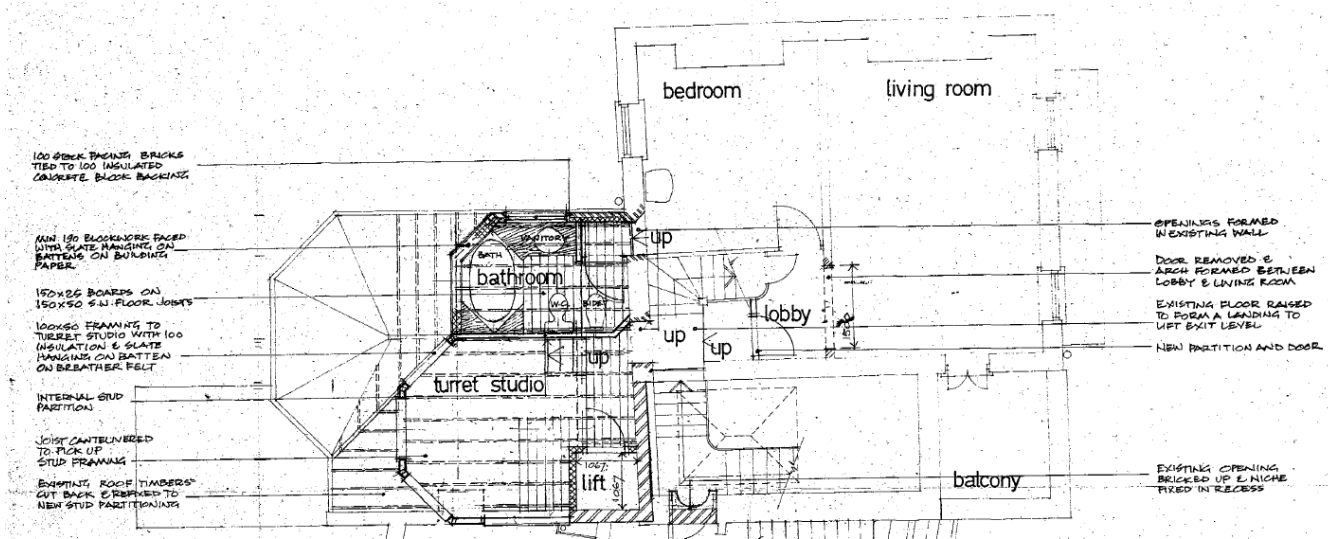 bedroom
living room
100 STOCK FACING BRICKS
TIED TO 100 INSULATED
CONCRETE BLOCK BACKING
MIN. 190 BLOCKWORK FACED
WITH SLATE HANGING ON
BATTENS ON BUILDING
PAPER
150x25 BOARDS ON
150x50 S.W. FLOOR JOISTS
100x50 FRAMING TO
TURRET STUDIO WITH 100
INSULATION & SLATE
HANGING ON BATTEN
ON BREATHER FELT
INTERNAL STUD
PARTITION
JOIST CANTELIVERED
TO PICK UP
STUD FRAMING
EXISTING ROOF TIMBERS
CUT BACK & REFIXED TO
NEW STUD PARTITIONING
VANITORY
BATH
bathroom
W.C.
BIDET
up
up
up
up
lobby
1500
turret studio
1067
1067
lift
balcony
OPENINGS FORMED
IN EXISTING WALL
DOOR REMOVED &
ARCH FORMED BETWEEN
LOBBY & LIVING ROOM
EXISTING FLOOR RAISED
TO FORM A LANDING TO
LIFT EXIT LEVEL
NEW PARTITION AND DOOR
EXISTING OPENING
BRICKED UP & NICHE
FIXED IN RECESS